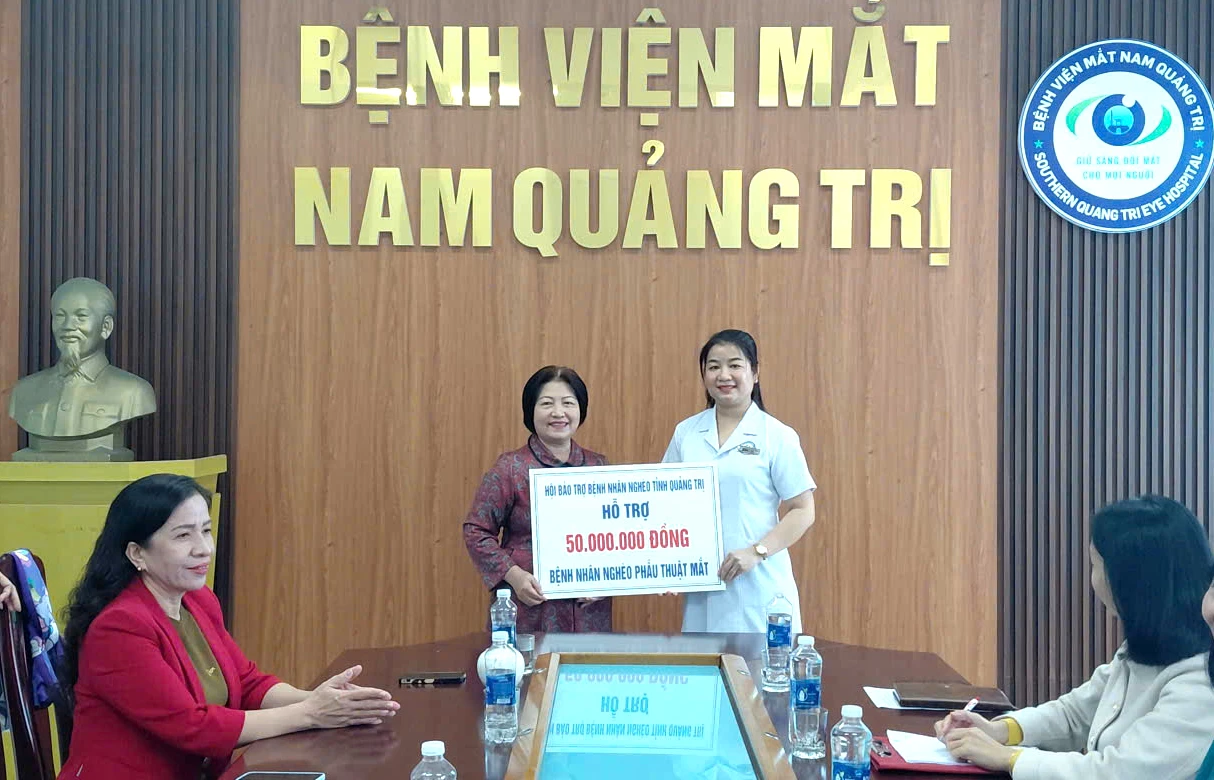 BỆNH VIỆN MẮT
NAM QUẢNG TRỊ
BỆNH VIỆN MẮT NAM QUẢNG TRỊ
GIỮ SÁNG ĐÔI MẮT
CHO MỌI NGƯỜI
SOUTHERN QUANG TRI EYE HOSPITAL
HỘI BẢO TRỢ BỆNH NHÂN NGHÈO TỈNH QUẢNG TRỊ
HỖ TRỢ
50.000.000 ĐỒNG
BỆNH NHÂN NGHÈO PHẪU THUẬT MẮT